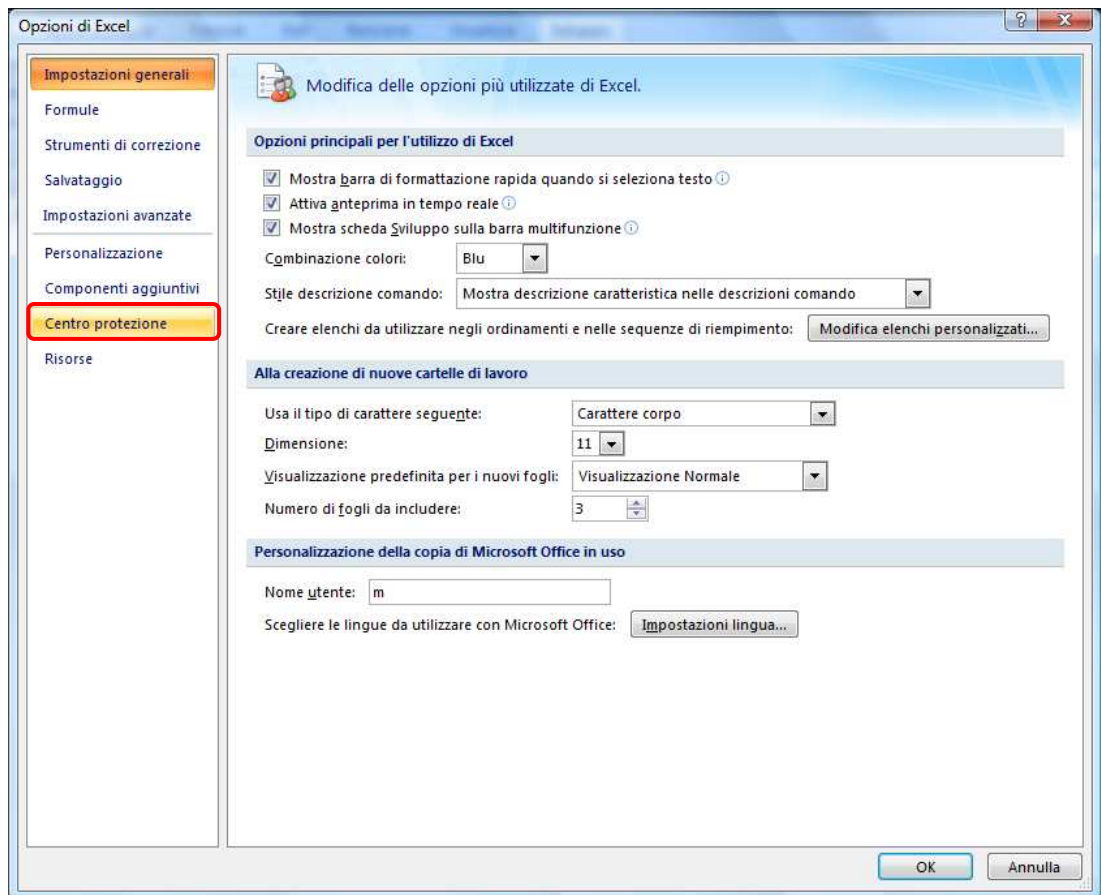 Opzioni di Excel
Impostazioni generali
Formule
Strumenti di correzione
Salvataggio
Impostazioni avanzate
Personalizzazione
Componenti aggiuntivi
Centro protezione
Risorse
Modifica delle opzioni più utilizzate di Excel.
Opzioni principali per l'utilizzo di Excel
Mostra barra di formattazione rapida quando si seleziona testo
Attiva anteprima in tempo reale
Mostra scheda Sviluppo sulla barra multifunzione
Combinazione colori: Blu
Stile descrizione comando: Mostra descrizione caratteristica nelle descrizioni comando
Creare elenchi da utilizzare negli ordinamenti e nelle sequenze di riempimento: Modifica elenchi personalizzati...
Alla creazione di nuove cartelle di lavoro
Usa il tipo di carattere seguente: Carattere corpo
Dimensione: 11
Visualizzazione predefinita per i nuovi fogli: Visualizzazione Normale
Numero di fogli da includere: 3
Personalizzazione della copia di Microsoft Office in uso
Nome utente: m
Scegliere le lingue da utilizzare con Microsoft Office: Impostazioni lingua...
OK Annulla